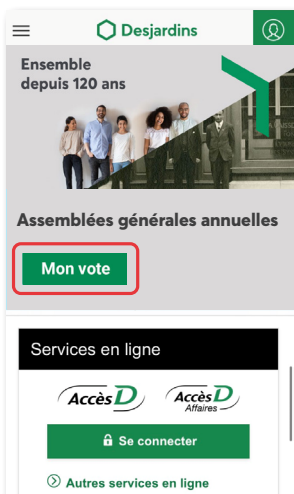 Desjardins
Ensemble
depuis 120 ans
Assemblées générales annuelles
Mon vote
Services en ligne
AccèsD
AccèsD
Affaires
Se connecter
Autres services en ligne